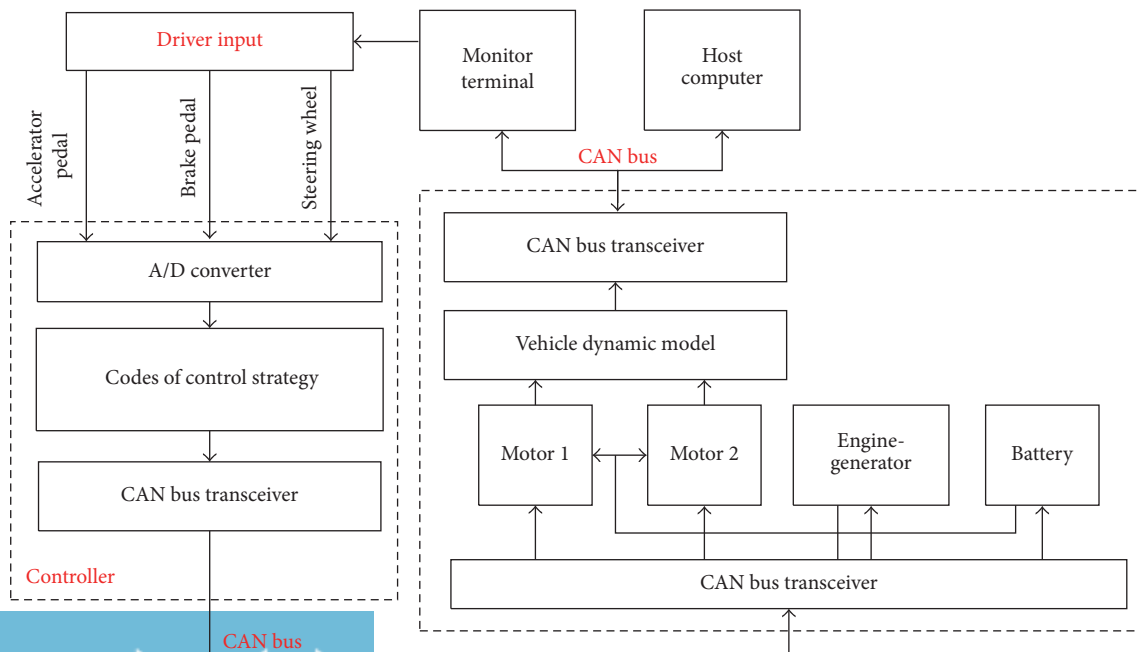 Driver input
Monitor
terminal
Host
computer
Accelerator
pedal
Brake pedal
Steering wheel
CAN bus
A/D converter
Codes of control strategy
CAN bus transceiver
Controller
CAN bus
CAN bus transceiver
Vehicle dynamic model
Motor 1
Motor 2
Engine-
generator
Battery
CAN bus transceiver